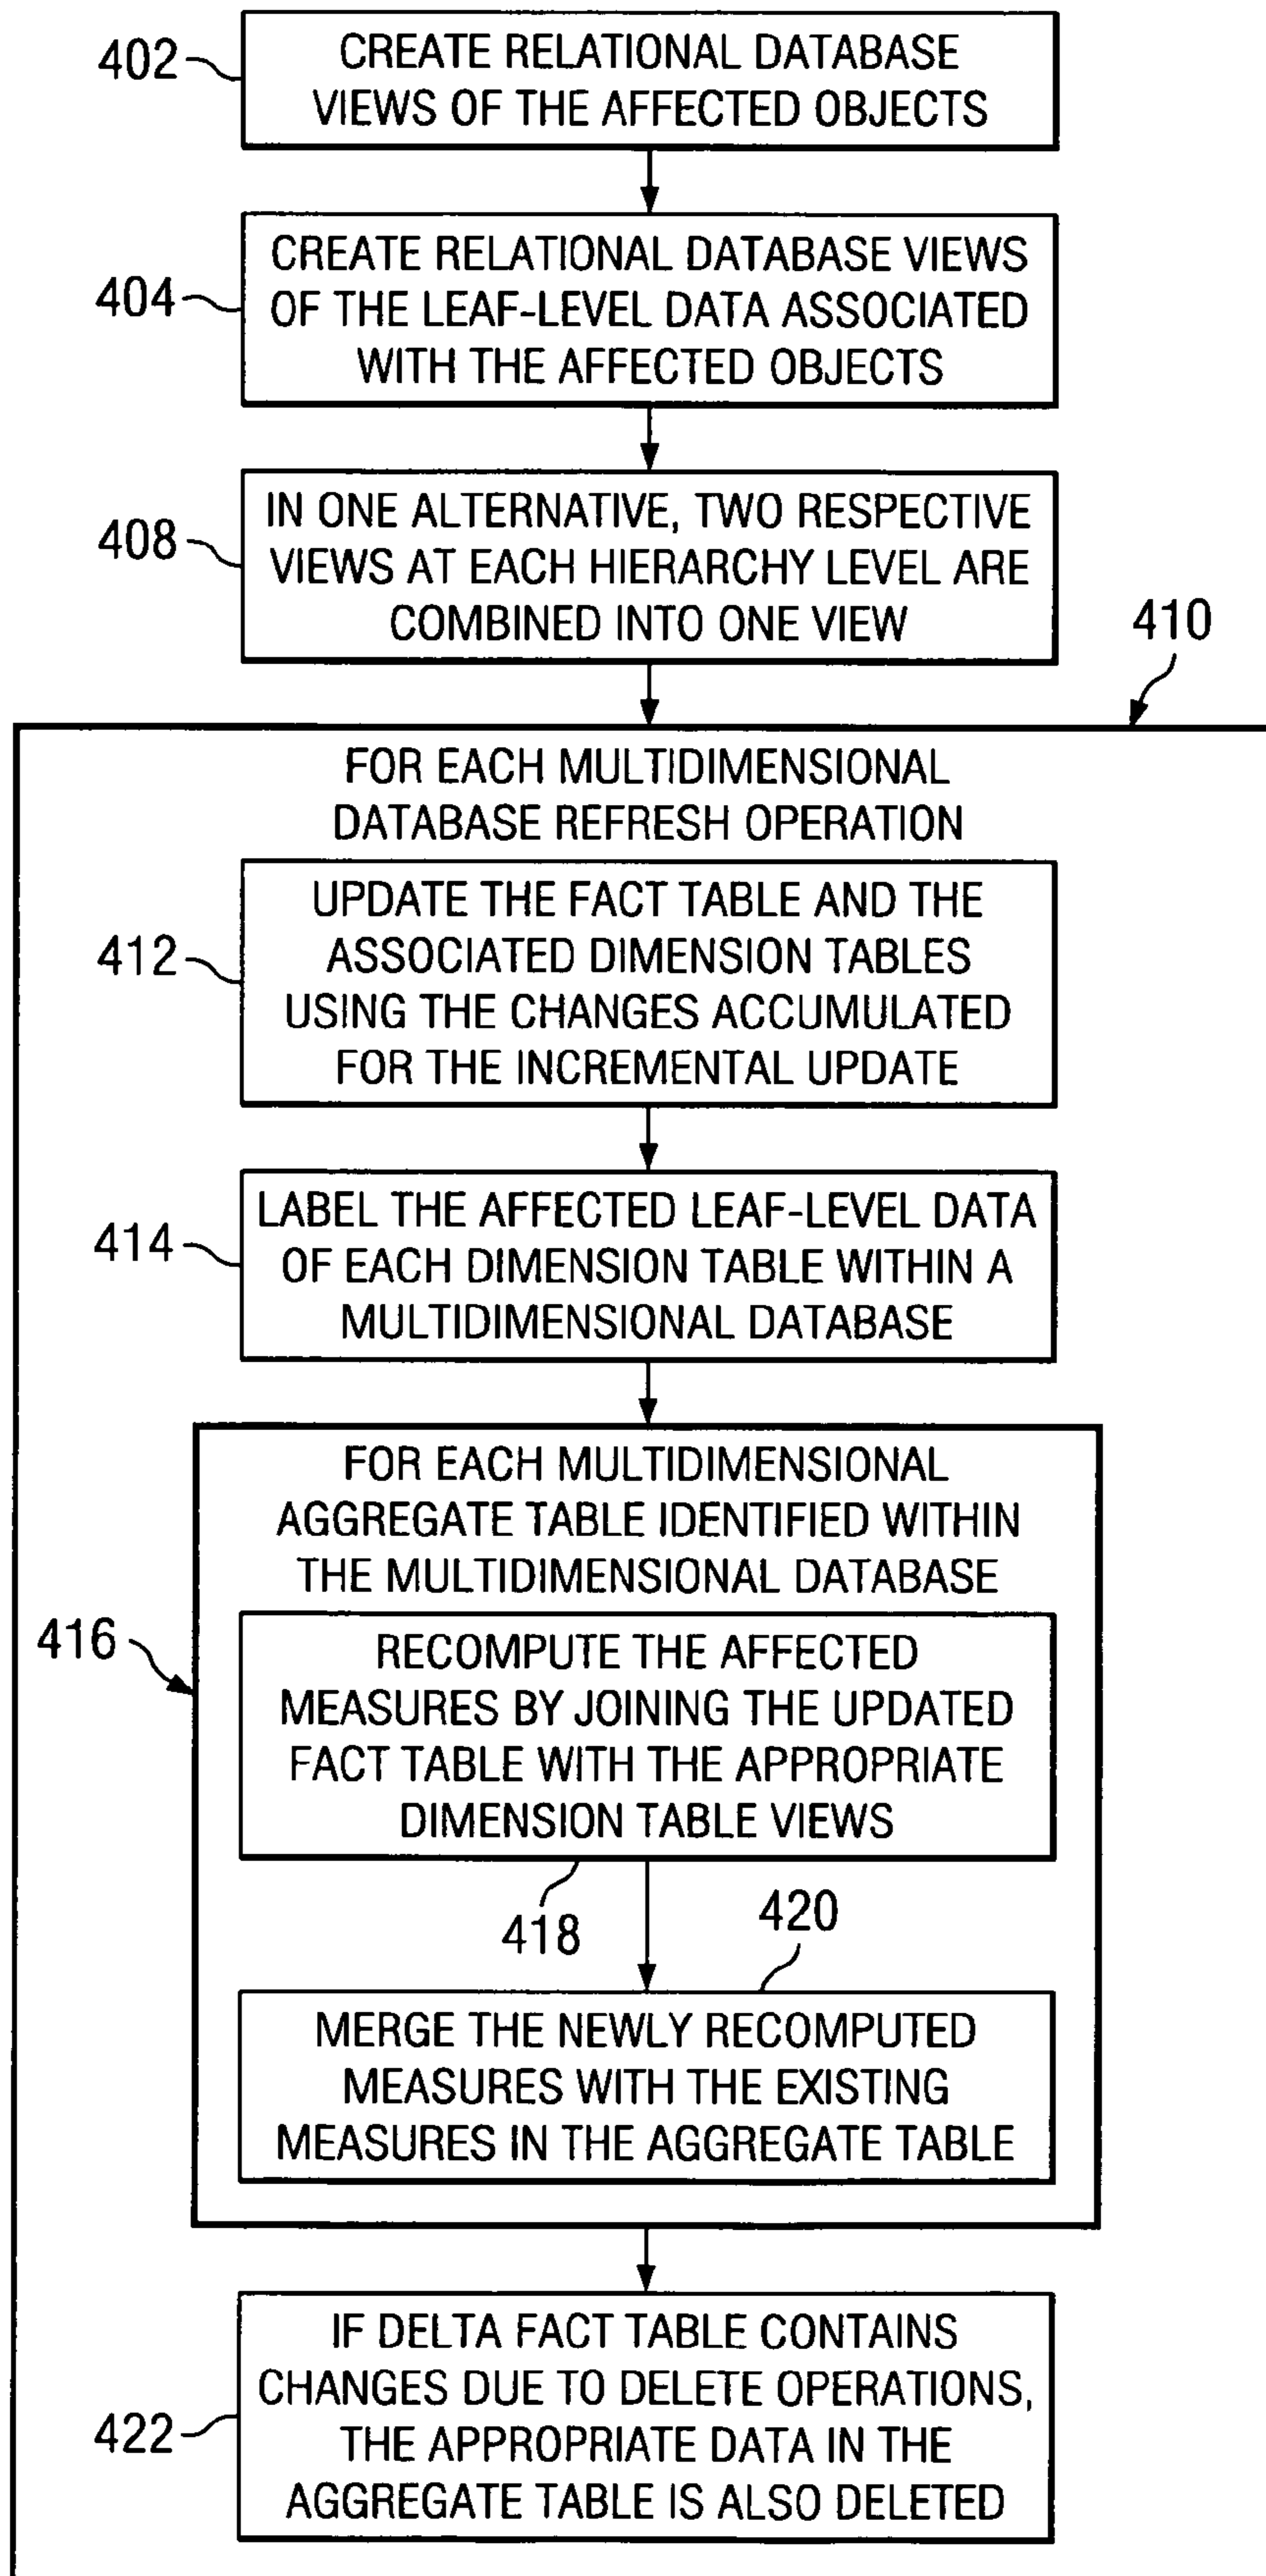 402
CREATE RELATIONAL DATABASE
VIEWS OF THE AFFECTED OBJECTS
404
CREATE RELATIONAL DATABASE VIEWS
OF THE LEAF-LEVEL DATA ASSOCIATED
WITH THE AFFECTED OBJECTS
408
IN ONE ALTERNATIVE, TWO RESPECTIVE
VIEWS AT EACH HIERARCHY LEVEL ARE
COMBINED INTO ONE VIEW
410
FOR EACH MULTIDIMENSIONAL
DATABASE REFRESH OPERATION
412
UPDATE THE FACT TABLE AND THE
ASSOCIATED DIMENSION TABLES
USING THE CHANGES ACCUMULATED
FOR THE INCREMENTAL UPDATE
414
LABEL THE AFFECTED LEAF-LEVEL DATA
OF EACH DIMENSION TABLE WITHIN A
MULTIDIMENSIONAL DATABASE
FOR EACH MULTIDIMENSIONAL
AGGREGATE TABLE IDENTIFIED WITHIN
THE MULTIDIMENSIONAL DATABASE
416
RECOMPUTE THE AFFECTED
MEASURES BY JOINING THE UPDATED
FACT TABLE WITH THE APPROPRIATE
DIMENSION TABLE VIEWS
418
420
MERGE THE NEWLY RECOMPUTED
MEASURES WITH THE EXISTING
MEASURES IN THE AGGREGATE TABLE
422
IF DELTA FACT TABLE CONTAINS
CHANGES DUE TO DELETE OPERATIONS,
THE APPROPRIATE DATA IN THE
AGGREGATE TABLE IS ALSO DELETED